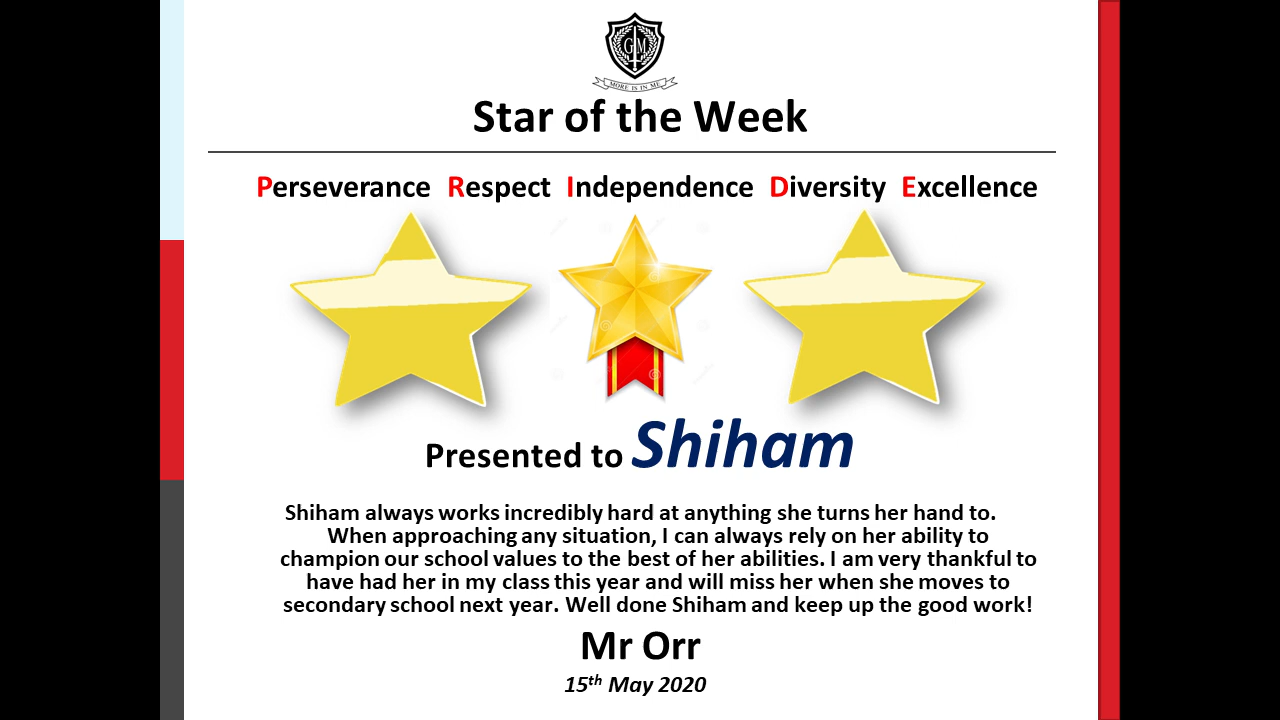 GM
MORE IS IN ME
Star of the Week
Perseverance Respect Independence Diversity Excellence
Presented to Shiham
Shiham always works incredibly hard at anything she turns her hand to.
When approaching any situation, I can always rely on her ability to
champion our school values to the best of her abilities. I am very thankful to
have had her in my class this year and will miss her when she moves to
secondary school next year. Well done Shiham and keep up the good work!
Mr Orr
15th May 2020